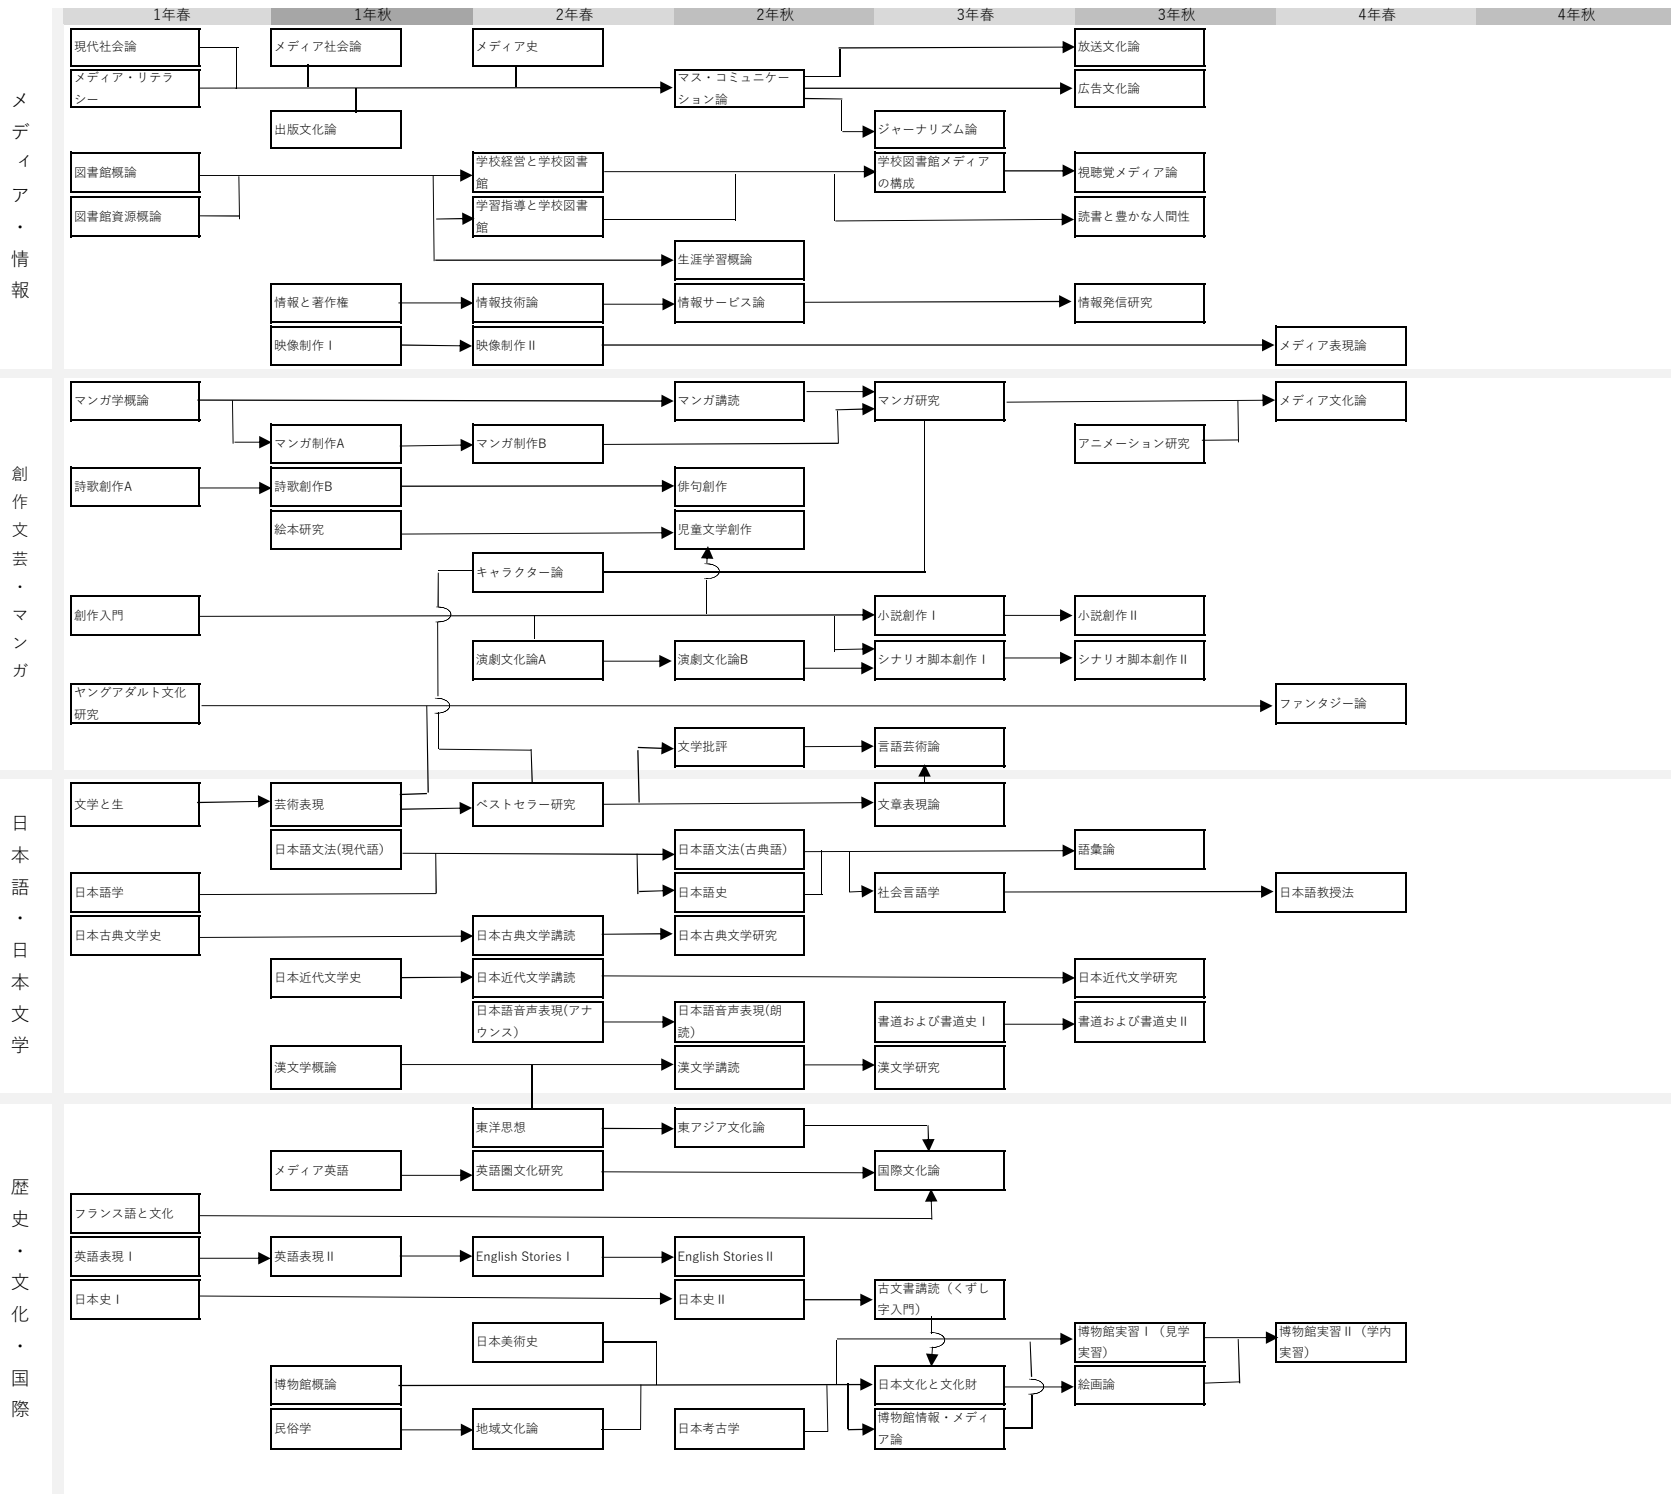 1年春 1年秋 2年春 2年秋 3年春 3年秋 4年春 4年秋
メディア・情報
現代社会論 メディア社会論 メディア史 放送文化論
メディア・リテラ マス・コミュニケー 広告文化論
シー ション論
出版文化論 ジャーナリズム論
図書館概論 学校経営と学校図書 学校図書館メディア 視聴覚メディア論
館 の構成
図書館資源概論 学習指導と学校図書 読書と豊かな人間性
館
生涯学習概論
情報と著作権 情報技術論 情報サービス論 情報発信研究
映像制作Ⅰ 映像制作Ⅱ メディア表現論
創作文芸・マンガ
マンガ学概論 マンガ講読 マンガ研究 メディア文化論
マンガ制作A マンガ制作B アニメーション研究
詩歌創作A 詩歌創作B 俳句創作
絵本研究 児童文学創作
キャラクター論
創作入門 小説創作Ⅰ 小説創作Ⅱ
演劇文化論A 演劇文化論B シナリオ脚本創作Ⅰ シナリオ脚本創作Ⅱ
ヤングアダルト文化 ファンタジー論
研究
文学批評 言語芸術論
日本語・日本文学
文学と生 芸術表現 ベストセラー研究 文章表現論
日本語文法(現代語) 日本語文法(古典語) 語彙論
日本語学 日本語史 社会言語学 日本語教授法
日本古典文学史 日本古典文学講読 日本古典文学研究
日本近代文学史 日本近代文学講読 日本近代文学研究
日本語音声表現(アナ 日本語音声表現(朗 書道および書道史Ⅰ 書道および書道史Ⅱ
ウンス) 読)
漢文学概論 漢文学講読 漢文学研究
歴史・文化・国際
東洋思想 東アジア文化論
メディア英語 英語圏文化研究 国際文化論
フランス語と文化
英語表現Ⅰ 英語表現Ⅱ English StoriesⅠ English StoriesⅡ
日本史Ⅰ 日本史Ⅱ 古文書講読（くずし
字入門）
日本美術史 博物館実習Ⅰ（見学 博物館実習Ⅱ（学内
実習） 実習）
博物館概論 日本文化と文化財 絵画論
民俗学 地域文化論 日本考古学 博物館情報・メディ
ア論